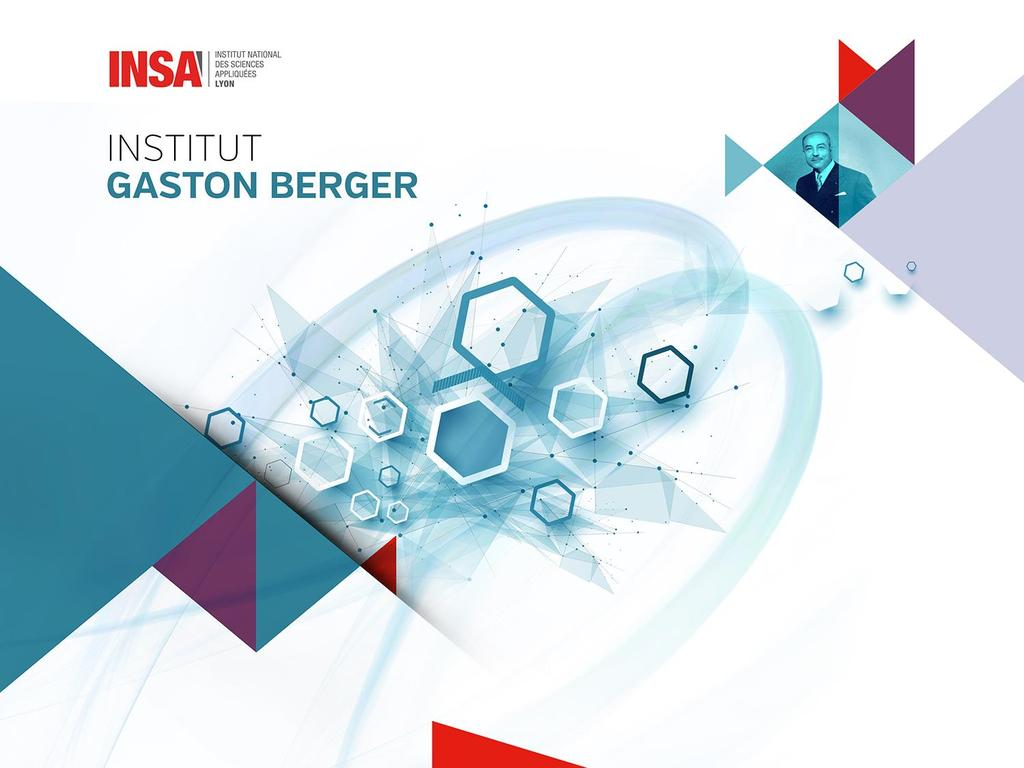 INSA
INSTITUT NATIONAL
DES SCIENCES
APPLIQUÉES
LYON
INSTITUT
GASTON BERGER